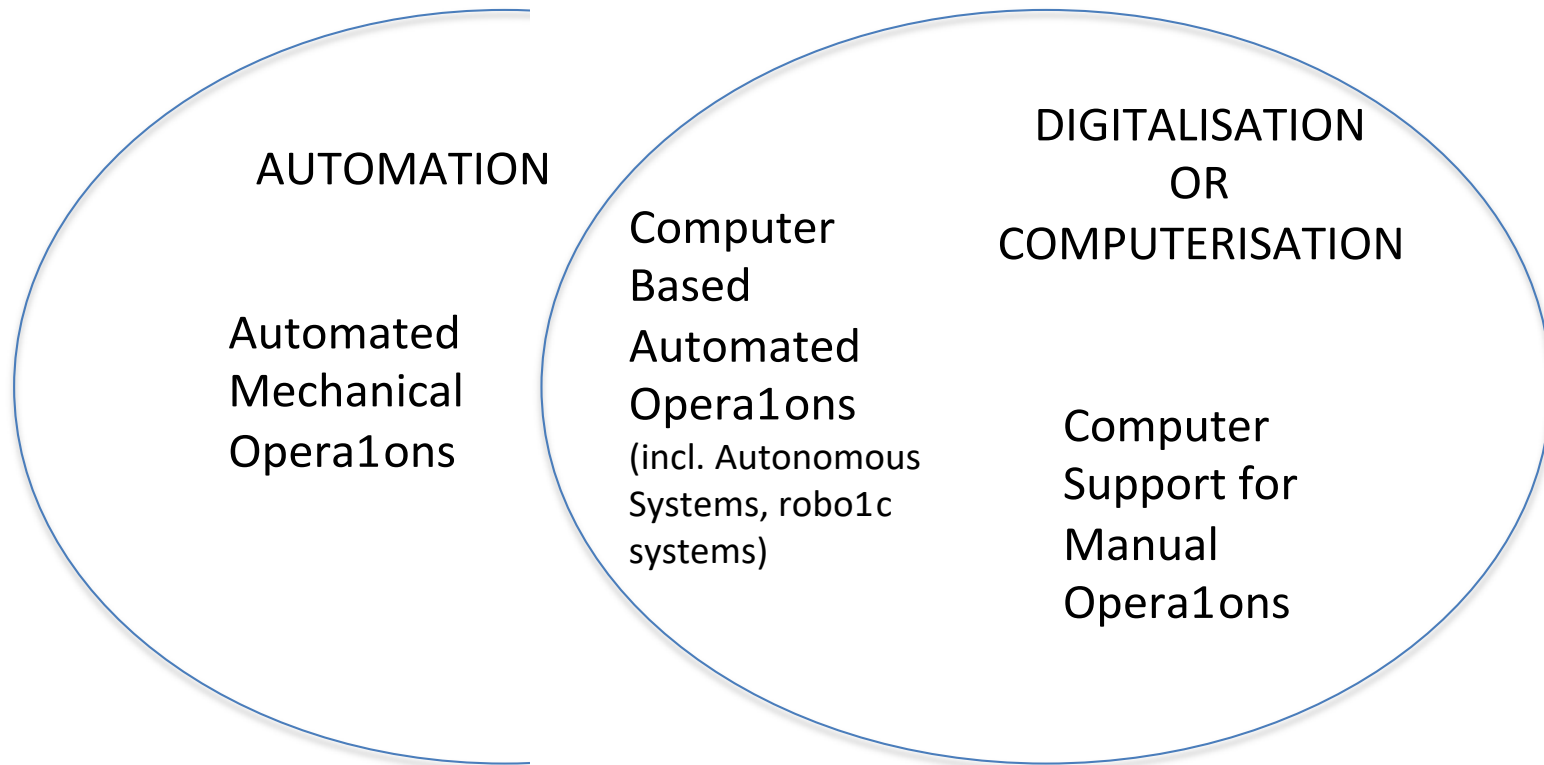 AUTOMATION
Automated
Mechanical
Opera1ons
Computer
Based
Automated
Opera1ons
(incl. Autonomous
Systems, robo1c
systems)
DIGITALISATION
OR
COMPUTERISATION
Computer
Support for
Manual
Opera1ons